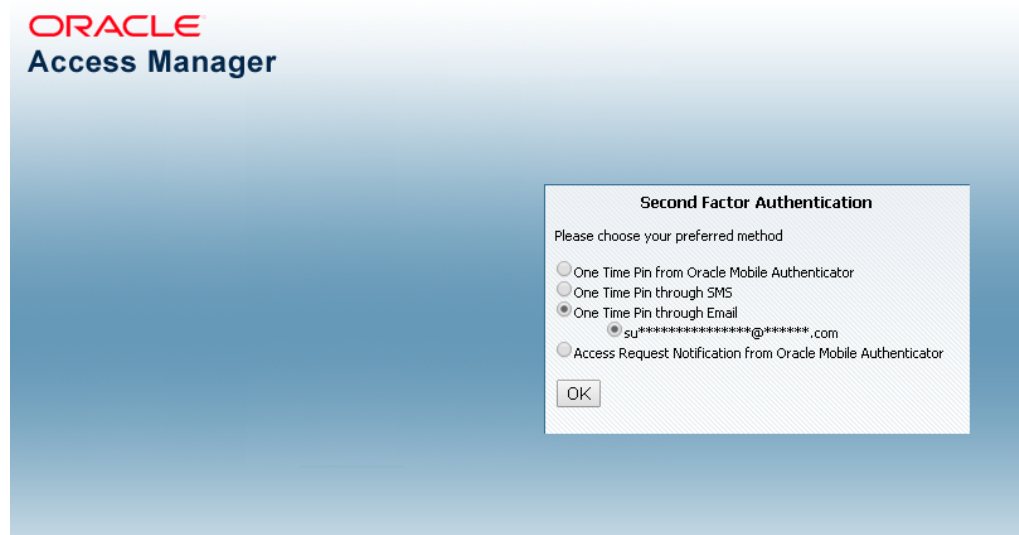 ORACLE
Access Manager
Second Factor Authentication
Please choose your preferred method
One Time Pin from Oracle Mobile Authenticator
One Time Pin through SMS
One Time Pin through Email
su***************@******.com
Access Request Notification from Oracle Mobile Authenticator
OK